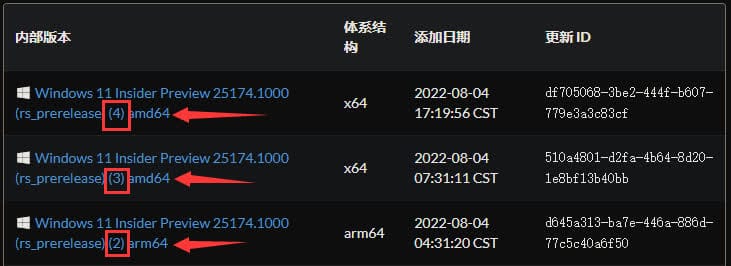 内部版本 体系结构 添加日期 更新 ID
Windows 11 Insider Preview 25174.1000 (rs_prerelease) (4) amd64 x64 2022-08-04 17:19:56 CST df705068-3be2-444f-b607-779e3a3c83cf
Windows 11 Insider Preview 25174.1000 (rs_prerelease) (3) amd64 x64 2022-08-04 07:31:11 CST 510a4801-d2fa-4b64-8d20-1e8bf13b40bb
Windows 11 Insider Preview 25174.1000 (rs_prerelease) (2) arm64 arm64 2022-08-04 04:31:20 CST d645a313-ba7e-446a-886d-77c5c40a6f50